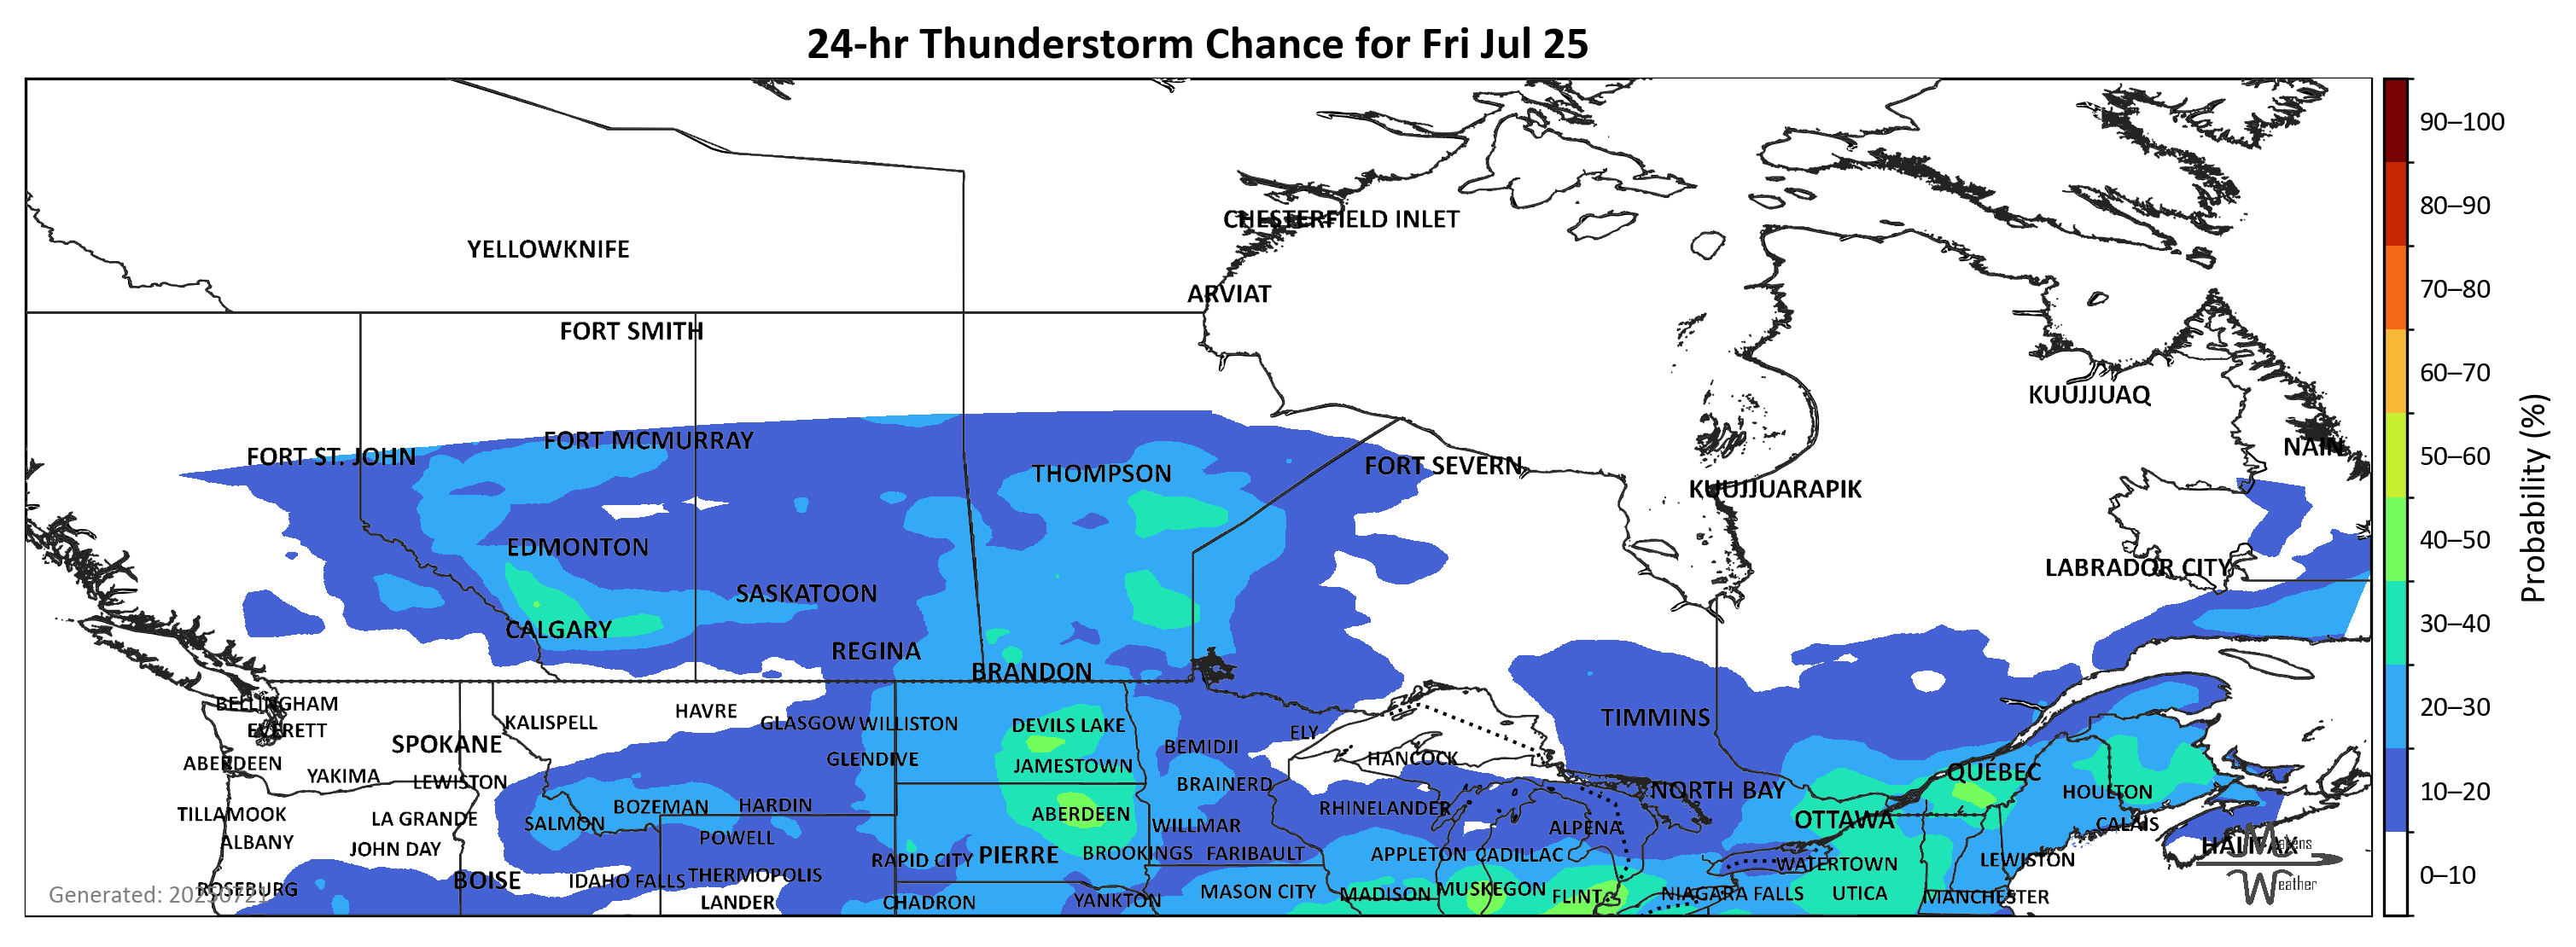 24-hr Thunderstorm Chance for Fri Jul 25
90–100
80–90
CHESTERFIELD INLET
YELLOWKNIFE
70–80
ARVIAT
FORT SMITH
60–70
KUUJJUAQ
50–60
FORT MCMURRAY
NAIN
FORT ST. JOHN
THOMPSON
FORT SEVERN
KUUJJUARAPIK
Probability (%)
40–50
EDMONTON
LABRADOR CITY
SASKATOON
30–40
CALGARY
REGINA
BRANDON
20–30
BELLINGHAM
HAVRE
TIMMINS
KALISPELL
GLASGOW
WILLISTON
DEVILS LAKE
EVERETT
ELY
SPOKANE
BEMIDJI
ABERDEEN
GLENDIVE
HANCOCK
JAMESTOWN
QUÉBEC
YAKIMA
LEWISTON
BRAINERD
NORTH BAY
HOULTON
10–20
BOZEMAN
HARDIN
RHINELANDER
TILLAMOOK
LA GRANDE
SALMON
ABERDEEN
WILLMAR
ALPENA
OTTAWA
CALAIS
ALBANY
JOHN DAY
POWELL
HALIFAX
Makens
Weather
RAPID CITY
PIERRE
BROOKINGS
FARIBAULT
APPLETON
CADILLAC
WATERTOWN
LEWISTON
BOISE
IDAHO FALLS
THERMOPOLIS
0–10
ROSEBURG
Generated: 20250721
LANDER
CHADRON
YANKTON
MASON CITY
MADISON
MUSKEGON
FLINT
NIAGARA FALLS
UTICA
MANCHESTER